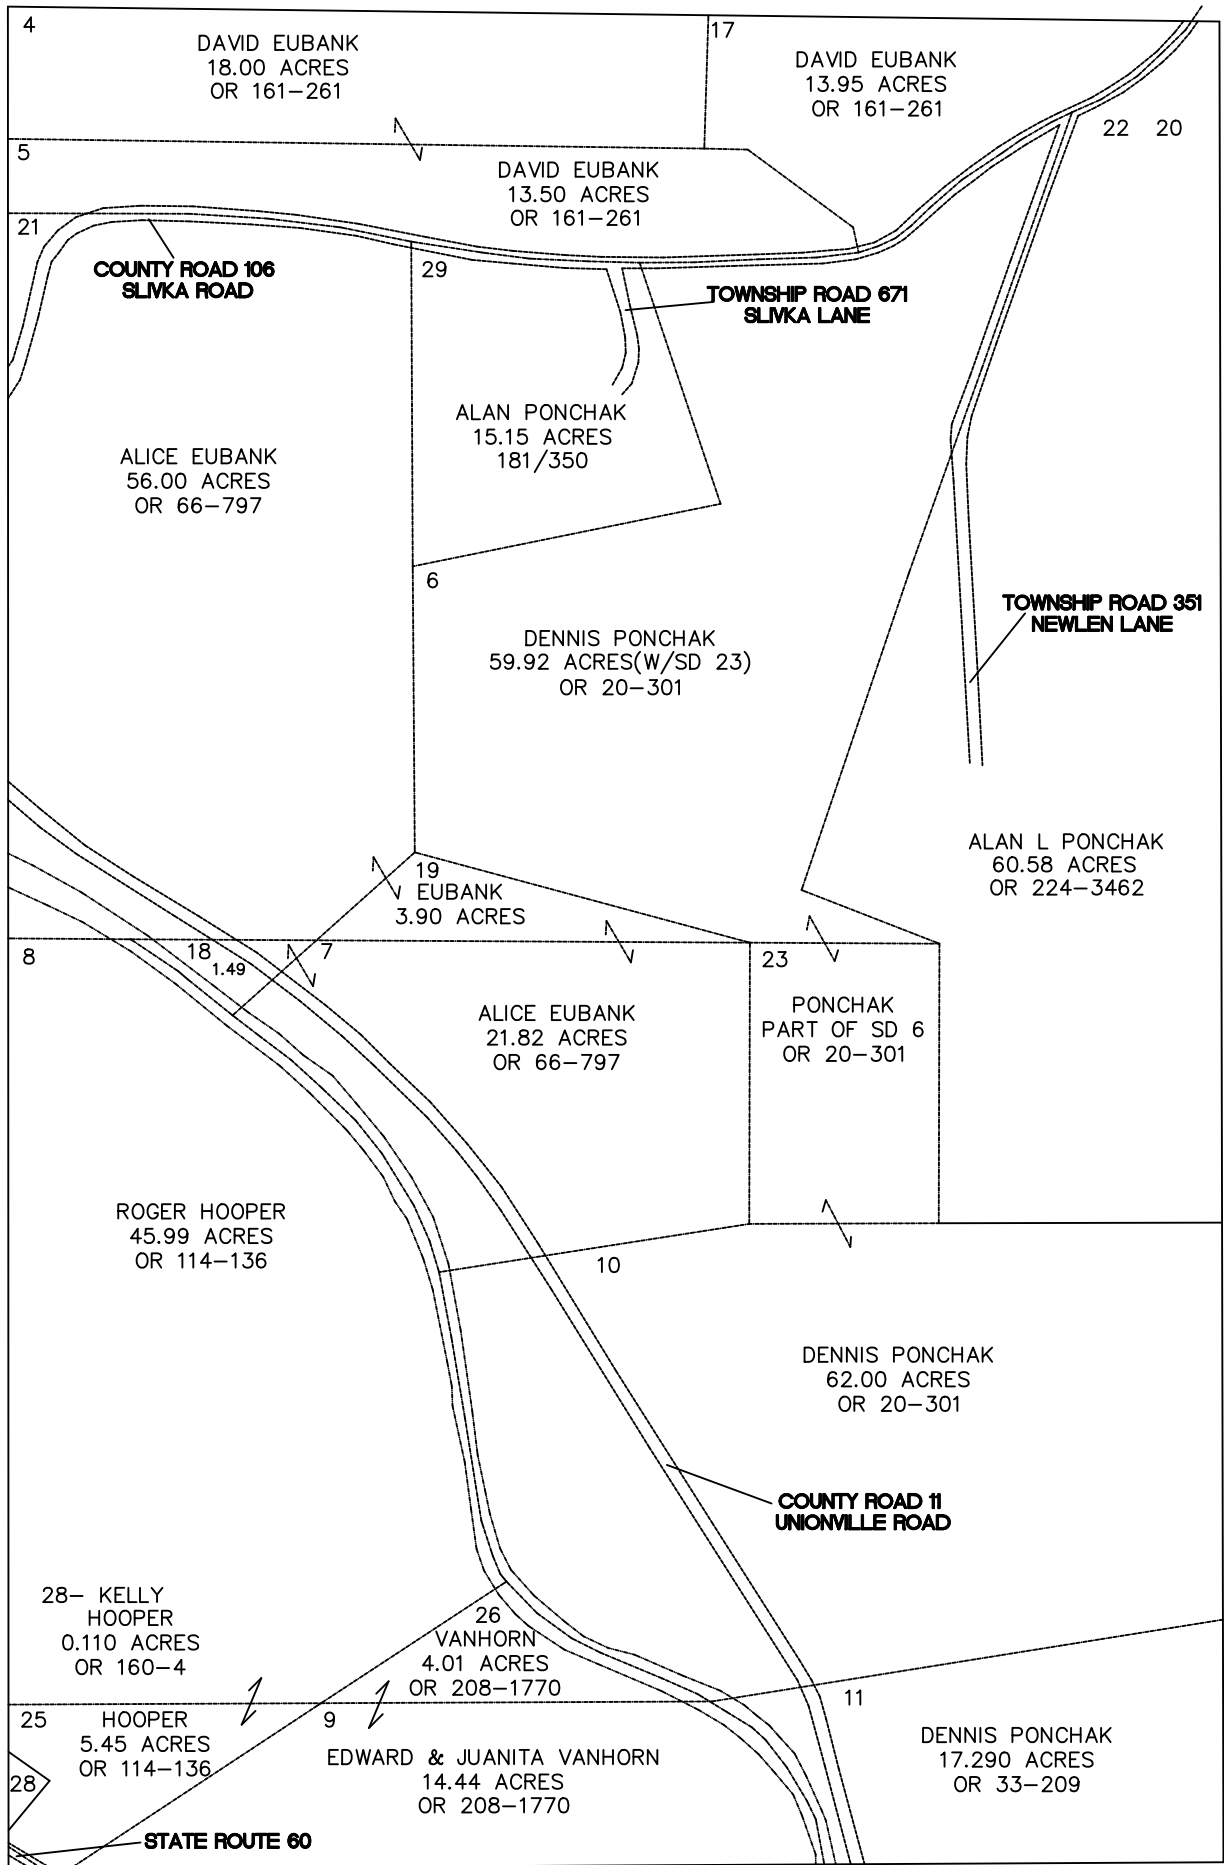 4
DAVID EUBANK
18.00 ACRES
OR 161-261
17
DAVID EUBANK
13.95 ACRES
OR 161-261
22 20
5
DAVID EUBANK
13.50 ACRES
OR 161-261
21
COUNTY ROAD 106
SLIVKA ROAD
29
TOWNSHIP ROAD 671
SLIVKA LANE
ALAN PONCHAK
15.15 ACRES
181/350
ALICE EUBANK
56.00 ACRES
OR 66-797
6
DENNIS PONCHAK
59.92 ACRES(W/SD 23)
OR 20-301
TOWNSHIP ROAD 351
NEWLEN LANE
ALAN L PONCHAK
60.58 ACRES
OR 224-3462
19
EUBANK
3.90 ACRES
8
18
1.49
7
23
ALICE EUBANK
21.82 ACRES
OR 66-797
PONCHAK
PART OF SD 6
OR 20-301
ROGER HOOPER
45.99 ACRES
OR 114-136
10
DENNIS PONCHAK
62.00 ACRES
OR 20-301
COUNTY ROAD 11
UNIONVILLE ROAD
28- KELLY
HOOPER
0.110 ACRES
OR 160-4
26
VANHORN
4.01 ACRES
OR 208-1770
11
25
HOOPER
5.45 ACRES
OR 114-136
9
EDWARD & JUANITA VANHORN
14.44 ACRES
OR 208-1770
DENNIS PONCHAK
17.290 ACRES
OR 33-209
28
STATE ROUTE 60